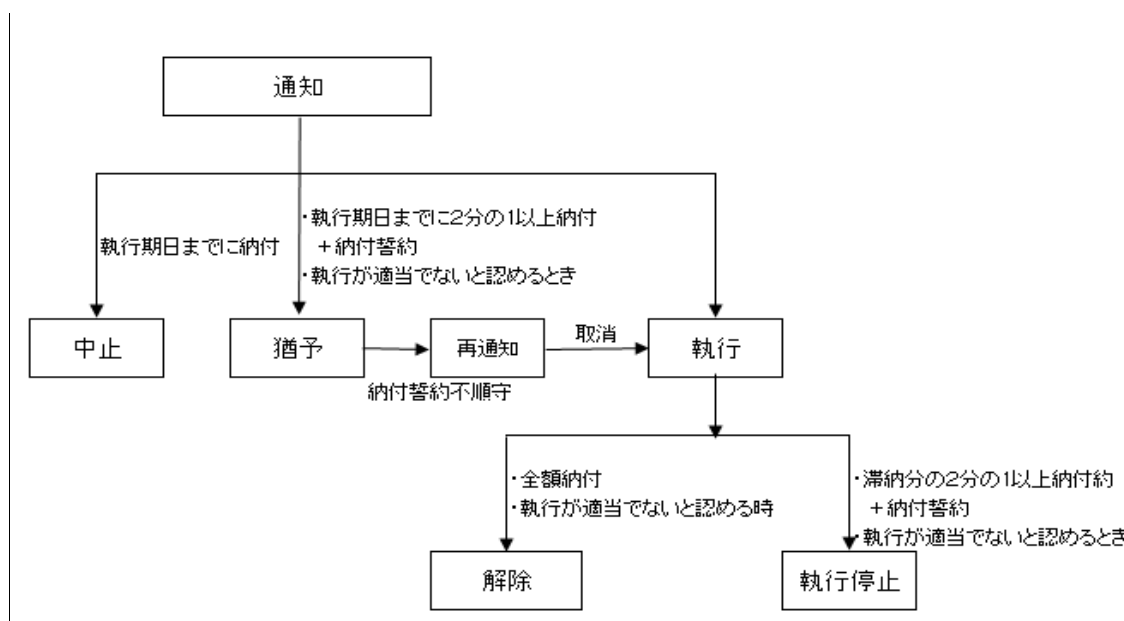 通知
執行期日までに納付
・執行期日までに2分の1以上納付
＋納付誓約
・執行が適当でないと認めるとき
中止
猶予
再通知
取消
執行
納付誓約不順守
・全額納付
・執行が適当でないと認める時
・滞納分の2分の1以上納付約
＋納付誓約
・執行が適当でないと認めるとき
解除
執行停止